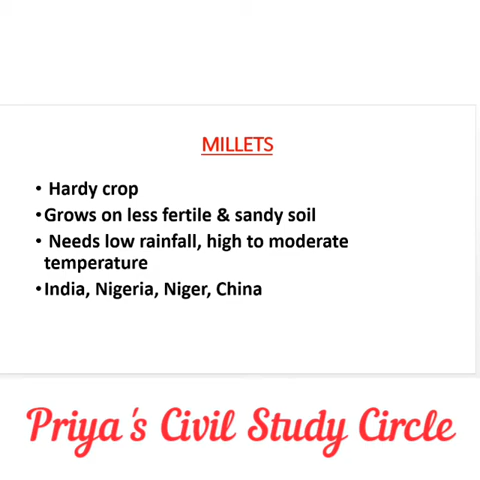 MILLETS
• Hardy crop
• Grows on less fertile & sandy soil
• Needs low rainfall, high to moderate
temperature
• India, Nigeria, Niger, China
Priya's Civil Study Circle